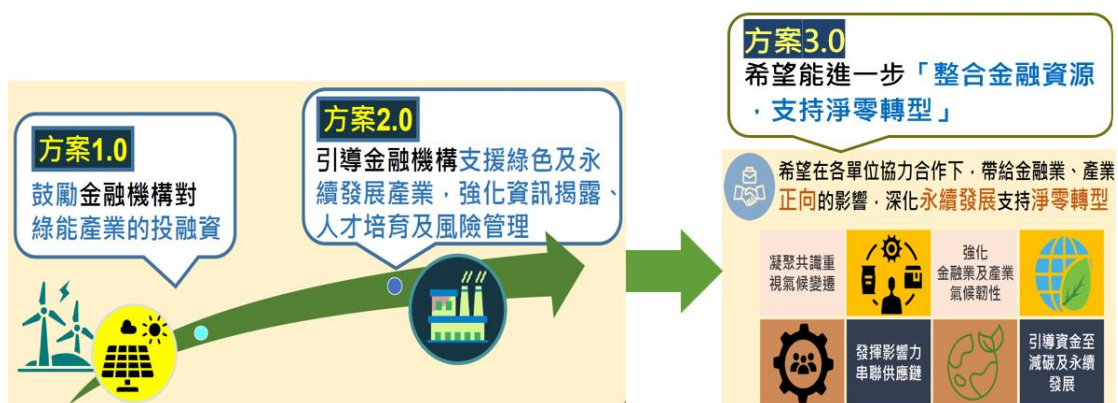 方案1.0
鼓勵金融機構對
綠能產業的投融資
方案2.0
引導金融機構支援綠色及永
續發展產業，強化資訊揭露、
人才培育及風險管理
方案3.0
希望能進一步「整合金融資源
，支持淨零轉型」
希望在各單位協力合作下，帶給金融業、產業
正向的影響，深化永續發展支持淨零轉型
凝聚共識重
視氣候變遷
強化
金融業及產業
氣候韌性
發揮影響力
串聯供應鏈
引導資金至
減碳及永續
發展